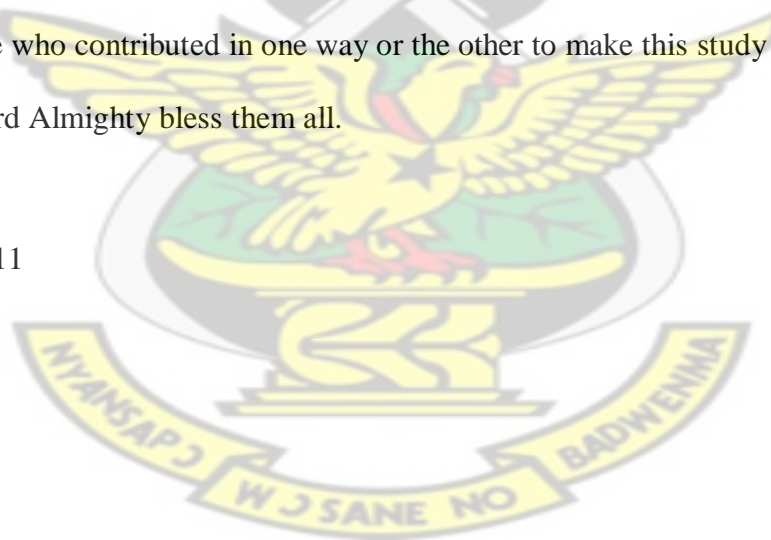 e who contributed in one way or the other to make this study
rd Almighty bless them all.
11
NYANSAPƆ
WƆSANE NO
BADWENMA